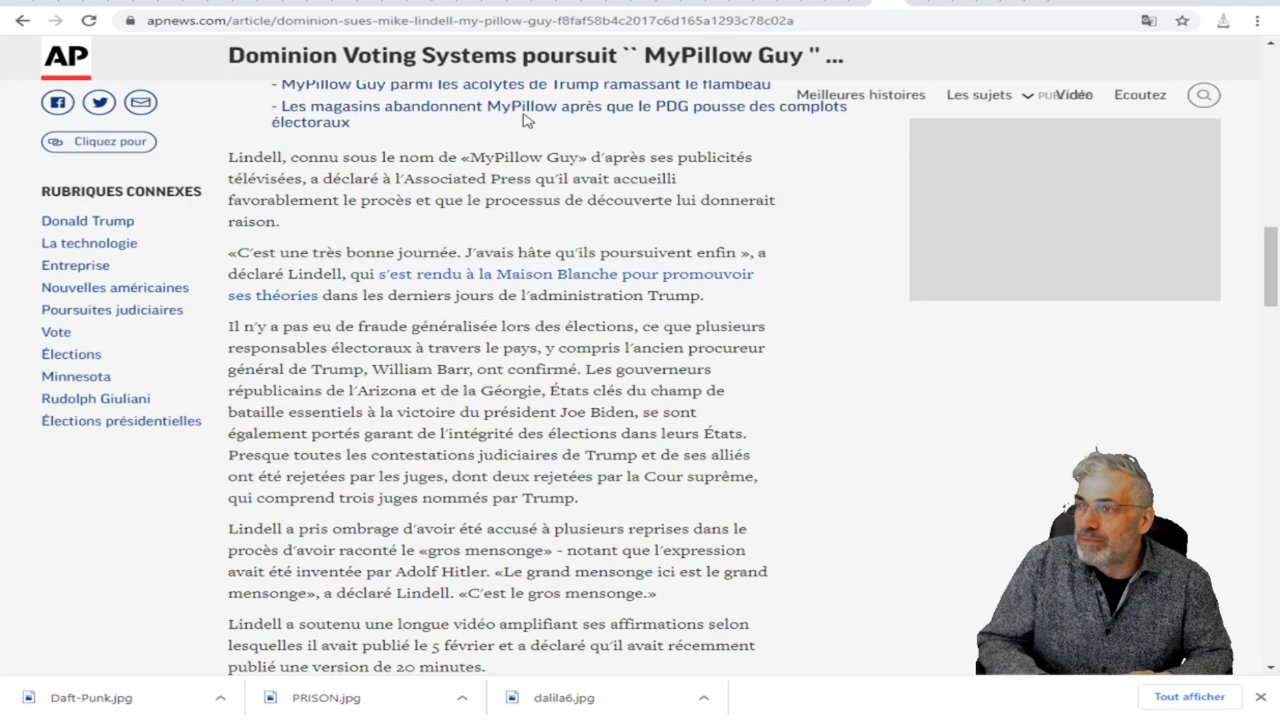 apnews.com/article/dominion-sues-mike-lindell-my-pillow-guy-f8faf58b4c2017c6d165a1293c78c02a
AP
Dominion Voting Systems poursuit `` MyPillow Guy '' ...
Meilleures histoires
Les sujets
Vidéo
Ecoutez
- MyPillow Guy parmi les acolytes de Trump ramassant le flambeau
- Les magasins abandonnent MyPillow après que le PDG pousse des complots
électoraux
Cliquez pour
RUBRIQUES CONNEXES
Donald Trump
La technologie
Entreprise
Nouvelles américaines
Poursuites judiciaires
Vote
Élections
Minnesota
Rudolph Giuliani
Élections présidentielles
Lindell, connu sous le nom de «MyPillow Guy» d'après ses publicités
télévisées, a déclaré à l'Associated Press qu'il avait accueilli
favorablement le procès et que le processus de découverte lui donnerait
raison.
«C'est une très bonne journée. J'avais hâte qu'ils poursuivent enfin », a
déclaré Lindell, qui s'est rendu à la Maison Blanche pour promouvoir
ses théories dans les derniers jours de l'administration Trump.
Il n'y a pas eu de fraude généralisée lors des élections, ce que plusieurs
responsables électoraux à travers le pays, y compris l'ancien procureur
général de Trump, William Barr, ont confirmé. Les gouverneurs
républicains de l'Arizona et de la Géorgie, États clés du champ de
bataille essentiels à la victoire du président Joe Biden, se sont
également portés garant de l'intégrité des élections dans leurs États.
Presque toutes les contestations judiciaires de Trump et de ses alliés
ont été rejetées par les juges, dont deux rejetées par la Cour suprême,
qui comprend trois juges nommés par Trump.
Lindell a pris ombrage d'avoir été accusé à plusieurs reprises dans le
procès d'avoir raconté le «gros mensonge» - notant que l'expression
avait été inventée par Adolf Hitler. «Le grand mensonge ici est le grand
mensonge», a déclaré Lindell. «C'est le gros mensonge.»
Lindell a soutenu une longue vidéo amplifiant ses affirmations selon
lesquelles il avait publié le 5 février et a déclaré qu'il avait récemment
publié une version de 20 minutes.
Daft-Punk.jpg
PRISON.jpg
dalila6.jpg
Tout afficher